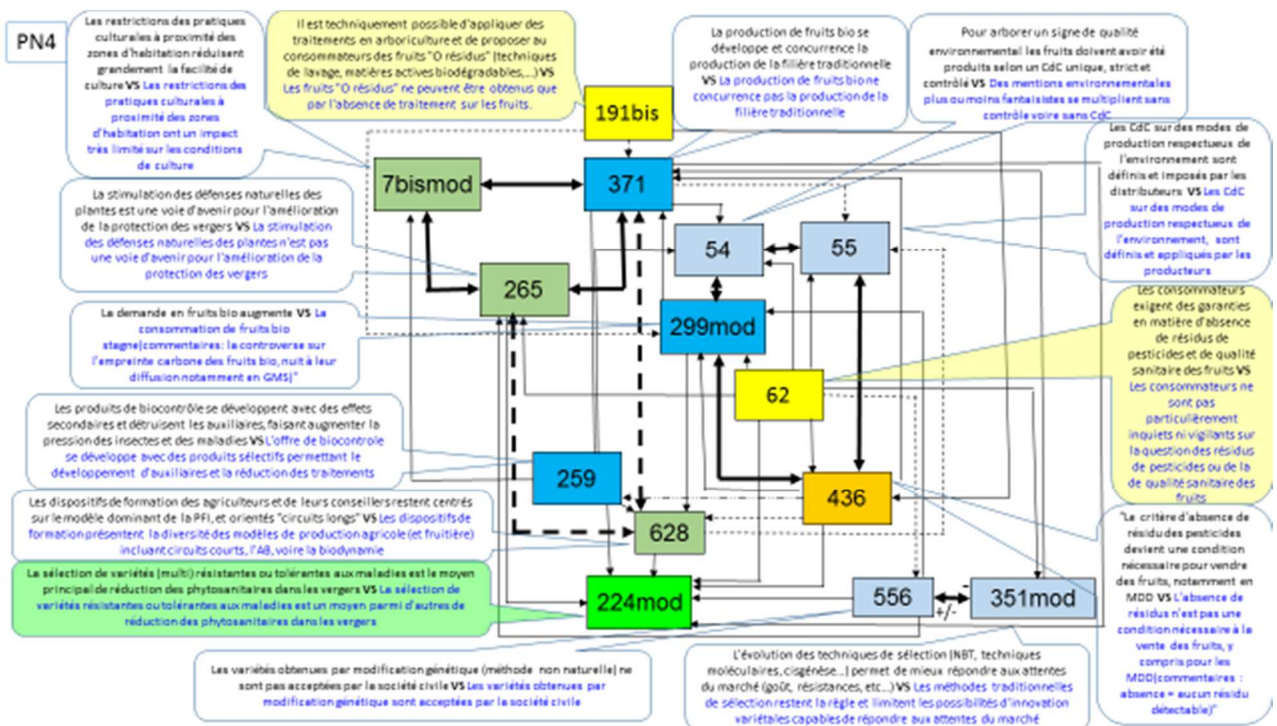 PN4
Les restrictions des pratiques
culturales à proximité des
zones d'habitation réduisent
grandement la facilité de
culture VS Les restrictions des
pratiques culturales à
proximité des zones
d'habitation ont un impact
très limité sur les conditions
de culture
Il est techniquement possible d'appliquer des
traitements en arboriculture et de proposer au
consommateurs des fruits "O résidus" (techniques
de lavage, matières actives biodégradables,...) VS
Les fruits "O résidus" ne peuvent être obtenus que
par l'absence de traitement sur les fruits.
La production de fruits bio se
développe et concurrence la
production de la filière traditionnelle
VS La production de fruits bio ne
concurrence pas la production de la
filière traditionnelle
Pour arborer un signe de qualité
environnemental les fruits doivent avoir été
produits selon un CdC unique, strict et
contrôlé VS Des mentions environnementales
plus ou moins fantaisistes se multiplient sans
contrôle voire sans CdC
191bis
7bismod
371
54
55
Les CdC sur des modes de
production respectueux de
l'environnement sont
définis et imposés par les
distributeurs VS Les CdC
sur des modes de
production respectueux de
l'environnement, sont
définis et appliqués par les
producteurs
La stimulation des défenses naturelles des
plantes est une voie d'avenir pour l'amélioration
de la protection des vergers VS La stimulation
des défenses naturelles des plantes n'est pas
une voie d'avenir pour l'amélioration de la
protection des vergers
265
299mod
La demande en fruits bio augmente VS La
consommation de fruits bio
stagne(commentaires: la controverse sur
l'empreinte carbone des fruits bio, nuit à leur
diffusion notamment en GMS)"
62
Les consommateurs
exigent des garanties
en matière d'absence
de résidus de
pesticides et de qualité
sanitaire des fruits VS
Les consommateurs ne
sont pas
particulièrement
inquiets ni vigilants sur
la question des résidus
de pesticides ou de la
de qualité sanitaire des
fruits
Les produits de biocontrôle se développent avec des effets
secondaires et détruisent les auxiliaires, faisant augmenter la
pression des insectes et des maladies VS L'offre de biocontrole
se développe avec des produits sélectifs permettant le
développement d'auxiliaires et la réduction des traitements
259
436
Les dispositifs de formation des agriculteurs et de leurs conseillers restent centrés
sur le modèle dominant de la PFI, et orientés "circuits longs" VS Les dispositifs de
formation présentent la diversité des modèles de production agricole (et fruitière)
incluant circuits courts, l'AB, voire la biodynamie
628
"Le critère d'absence de
résidu des pesticides
devient une condition
nécessaire pour vendre
des fruits, notamment en
MDD VS L'absence de
résidus n'est pas une
condition nécessaire à la
vente des fruits, y
compris pour les
MDD(commentaires :
absence = aucun résidu
détectable)"
La sélection de variétés (multi) résistantes ou tolérantes aux maladies est le moyen
principal de réduction des phytosanitaires dans les vergers VS La sélection de
variétés résistantes ou tolérantes aux maladies est un moyen parmi d'autres de
réduction des phytosanitaires dans les vergers
224mod
556
-
+/-
351mod
Les variétés obtenues par modification génétique (méthode non naturelle) ne
sont pas acceptées par la société civile VS Les variétés obtenues par
modification génétique sont acceptées par la société civile
L'évolution des techniques de sélection (NBT, techniques
moléculaires, cisgénèse...) permet de mieux répondre aux attentes
du marché (goût, résistances, etc...) VS Les méthodes traditionnelles
de sélection restent la règle et limitent les possibilités d'innovation
variétales capables de répondre aux attentes du marché